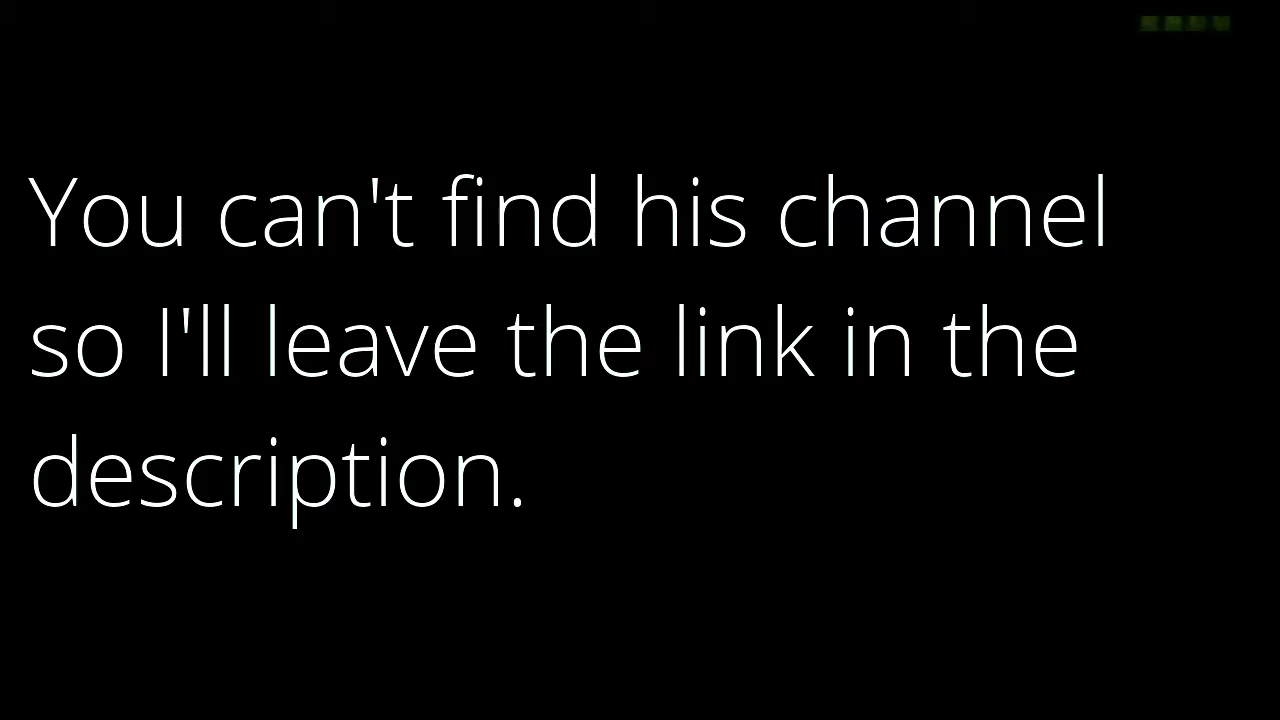 You can't find his channel
so I'll leave the link in the
description.